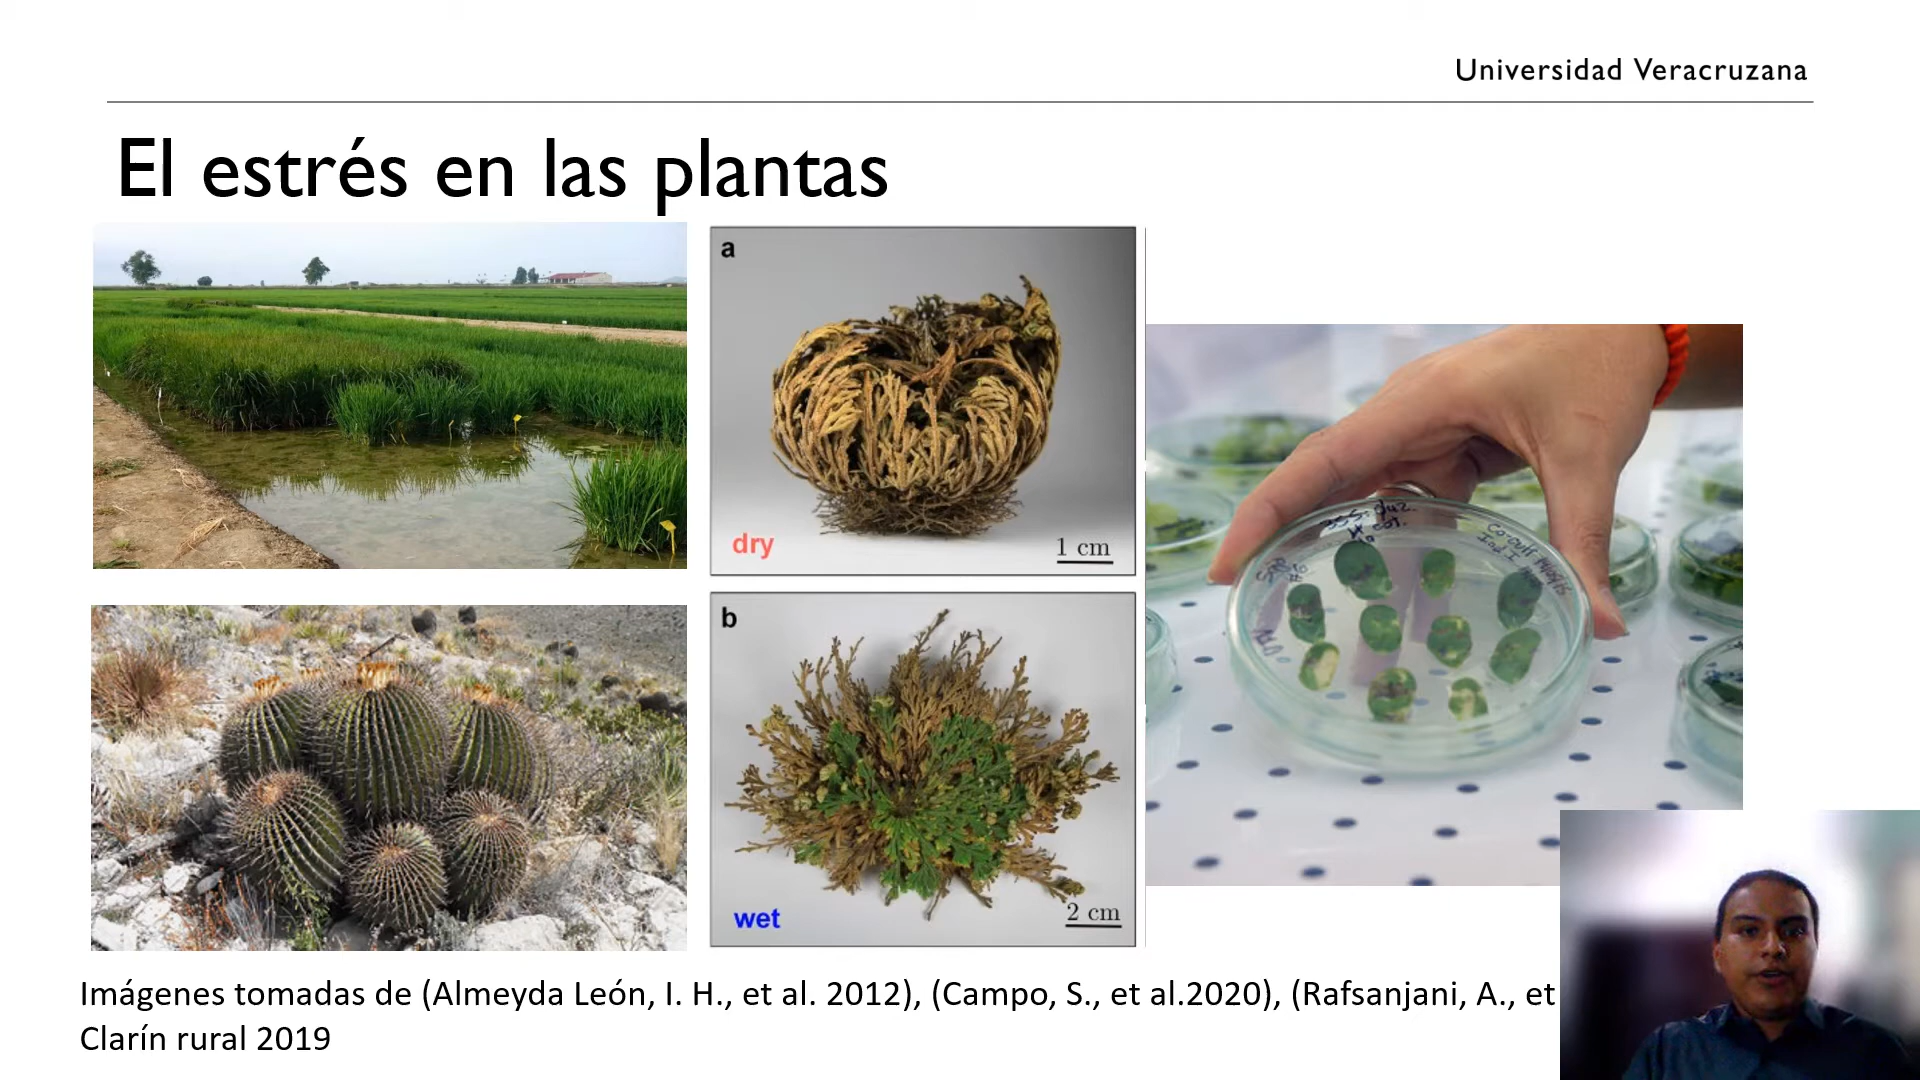 Universidad Veracruzana
El estrés en las plantas
a
dry
1 cm
b
wet
2 cm
Imágenes tomadas de (Almeyda León, I. H., et al. 2012), (Campo, S., et al.2020), (Rafsanjani, A., et
Clarín rural 2019